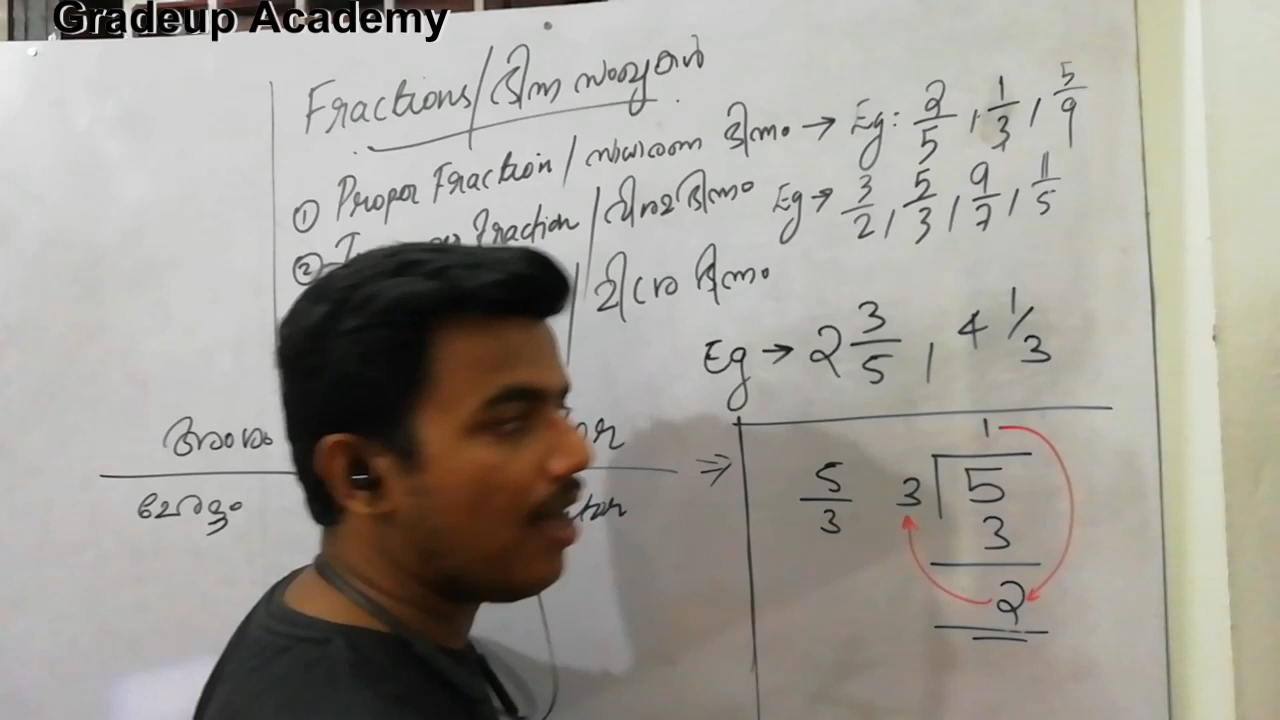 Gradeup Academy
Fractions/ഭിന്ന സംഖ്യകൾ
① Proper Fraction/സാധാരണ ഭിന്നം → Eg: 2/5, 1/3, 5/9
② Fraction/വിഷമഭിന്നം Eg → 3/2, 5/3, 9/7, 11/5
/മിശ്ര ഭിന്നം
Eg → 2 3/5, 4 1/3
അംശം
ഛേദം
⇒
1
5/3 3 5
3
2